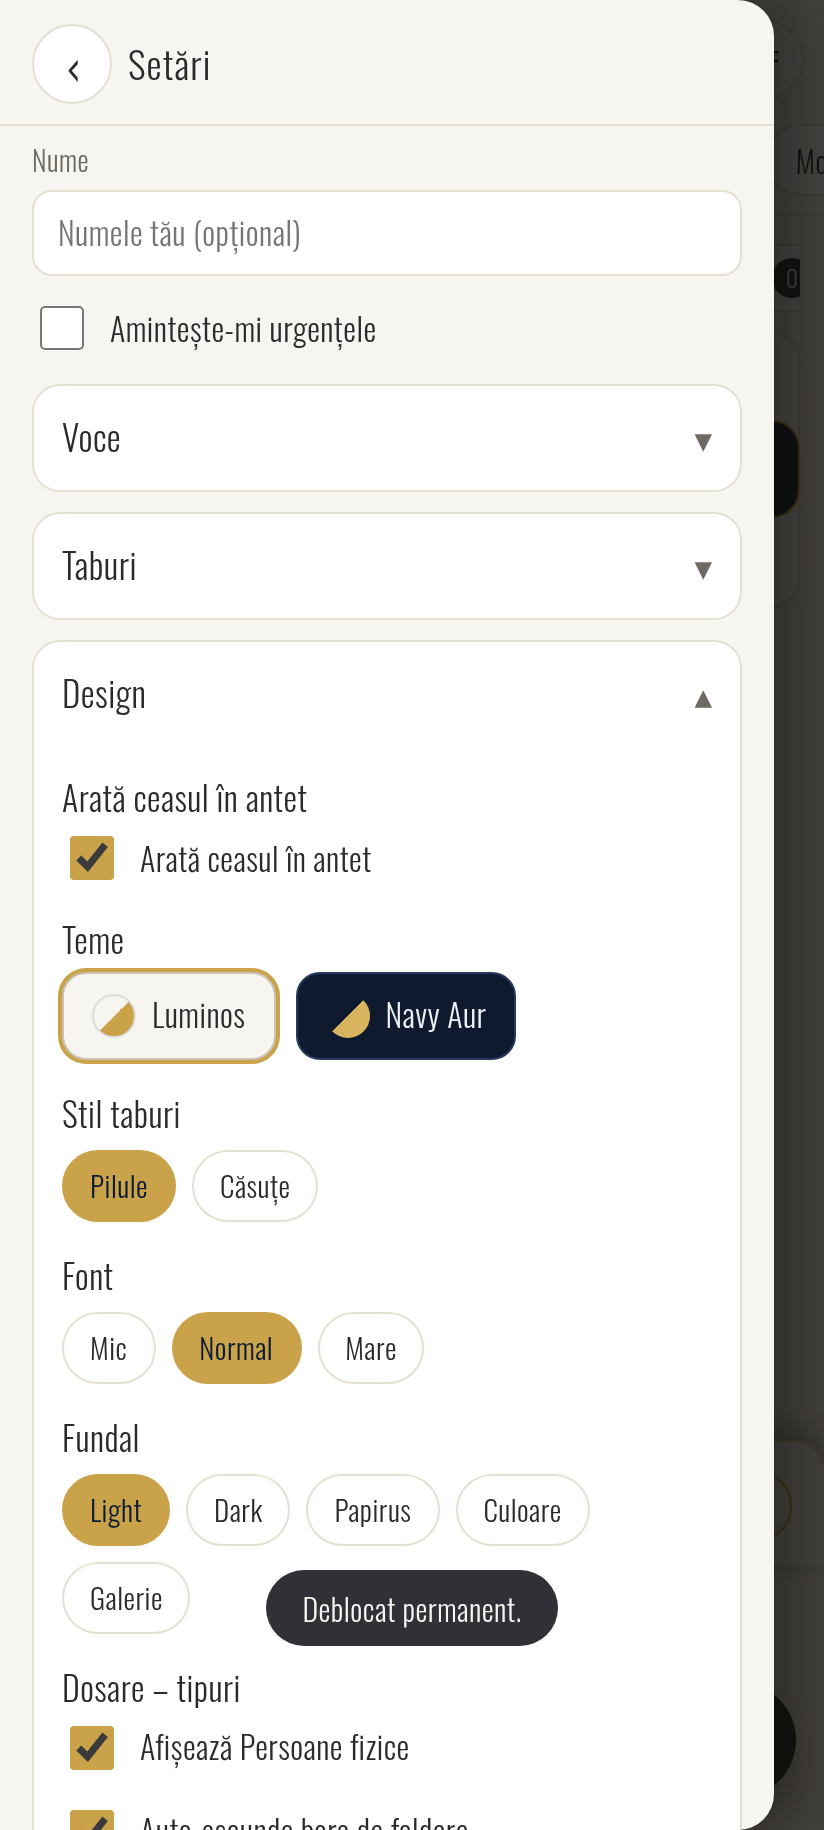 Setări
Nume
Numele tău (opțional)
Amintește-mi urgențele
Voce
Taburi
Design
Arată ceasul în antet
Arată ceasul în antet
Teme
Luminos Navy Aur
Stil taburi
Pilule Căsuțe
Font
Mic Normal Mare
Fundal
Light Dark Papirus Culoare
Galerie
Deblocat permanent.
Dosare – tipuri
Afișează Persoane fizice